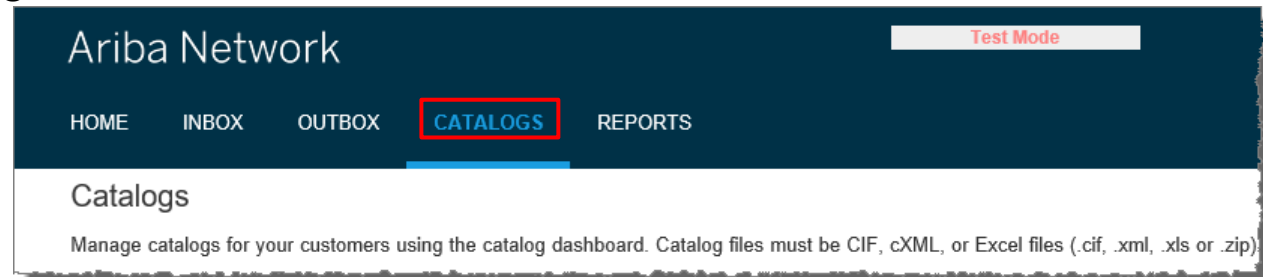 Ariba Network
Test Mode
HOME INBOX OUTBOX CATALOGS REPORTS
Catalogs
Manage catalogs for your customers using the catalog dashboard. Catalog files must be CIF, cXML, or Excel files (.cif, .xml, .xls or .zip)